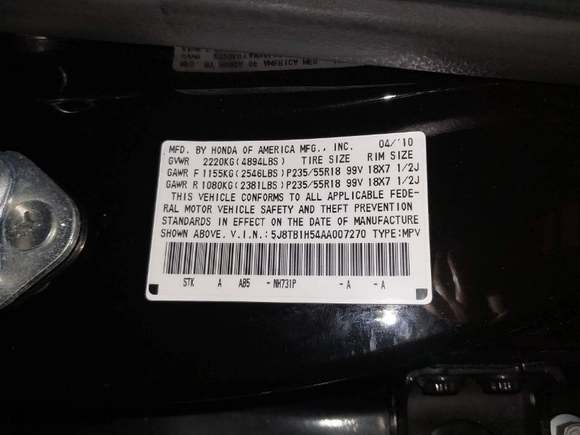 MFD. BY HONDA OF AMERICA MFG., INC. 04/'10
GVWR 2220KG(4894LBS) TIRE SIZE RIM SIZE
GAWR F 1155KG(2546LBS) P235/55R18 99V 18X7 1/2J
GAWR R 1080KG(2381LBS) P235/55R18 99V 18X7 1/2J
THIS VEHICLE CONFORMS TO ALL APPLICABLE FEDE-
RAL MOTOR VEHICLE SAFETY AND THEFT PREVENTION
STANDARDS IN EFFECT ON THE DATE OF MANUFACTURE
SHOWN ABOVE. V.I.N.:5J8TB1H54AA007270 TYPE:MPV
STK A AB5 -NH731P -A -A